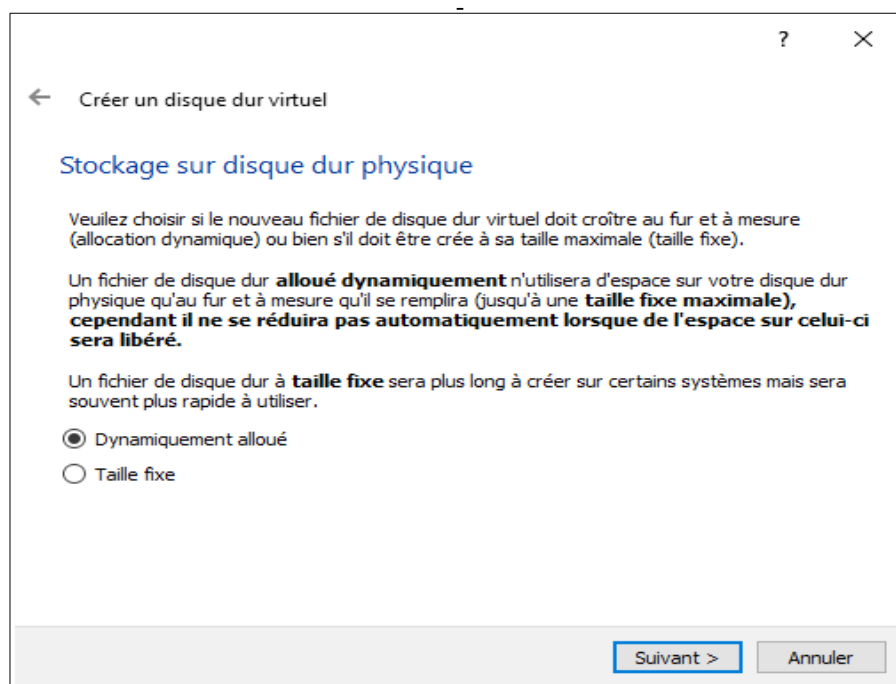 ?
Créer un disque dur virtuel
Stockage sur disque dur physique
Veuilez choisir si le nouveau fichier de disque dur virtuel doit croître au fur et à mesure
(allocation dynamique) ou bien s'il doit être crée à sa taille maximale (taille fixe).
Un fichier de disque dur alloué dynamiquement n'utilisera d'espace sur votre disque dur
physique qu'au fur et à mesure qu'il se remplira (jusqu'à une taille fixe maximale),
cependant il ne se réduira pas automatiquement lorsque de l'espace sur celui-ci
sera libéré.
Un fichier de disque dur à taille fixe sera plus long à créer sur certains systèmes mais sera
souvent plus rapide à utiliser.
Dynamiquement alloué
Taille fixe
Suivant > Annuler